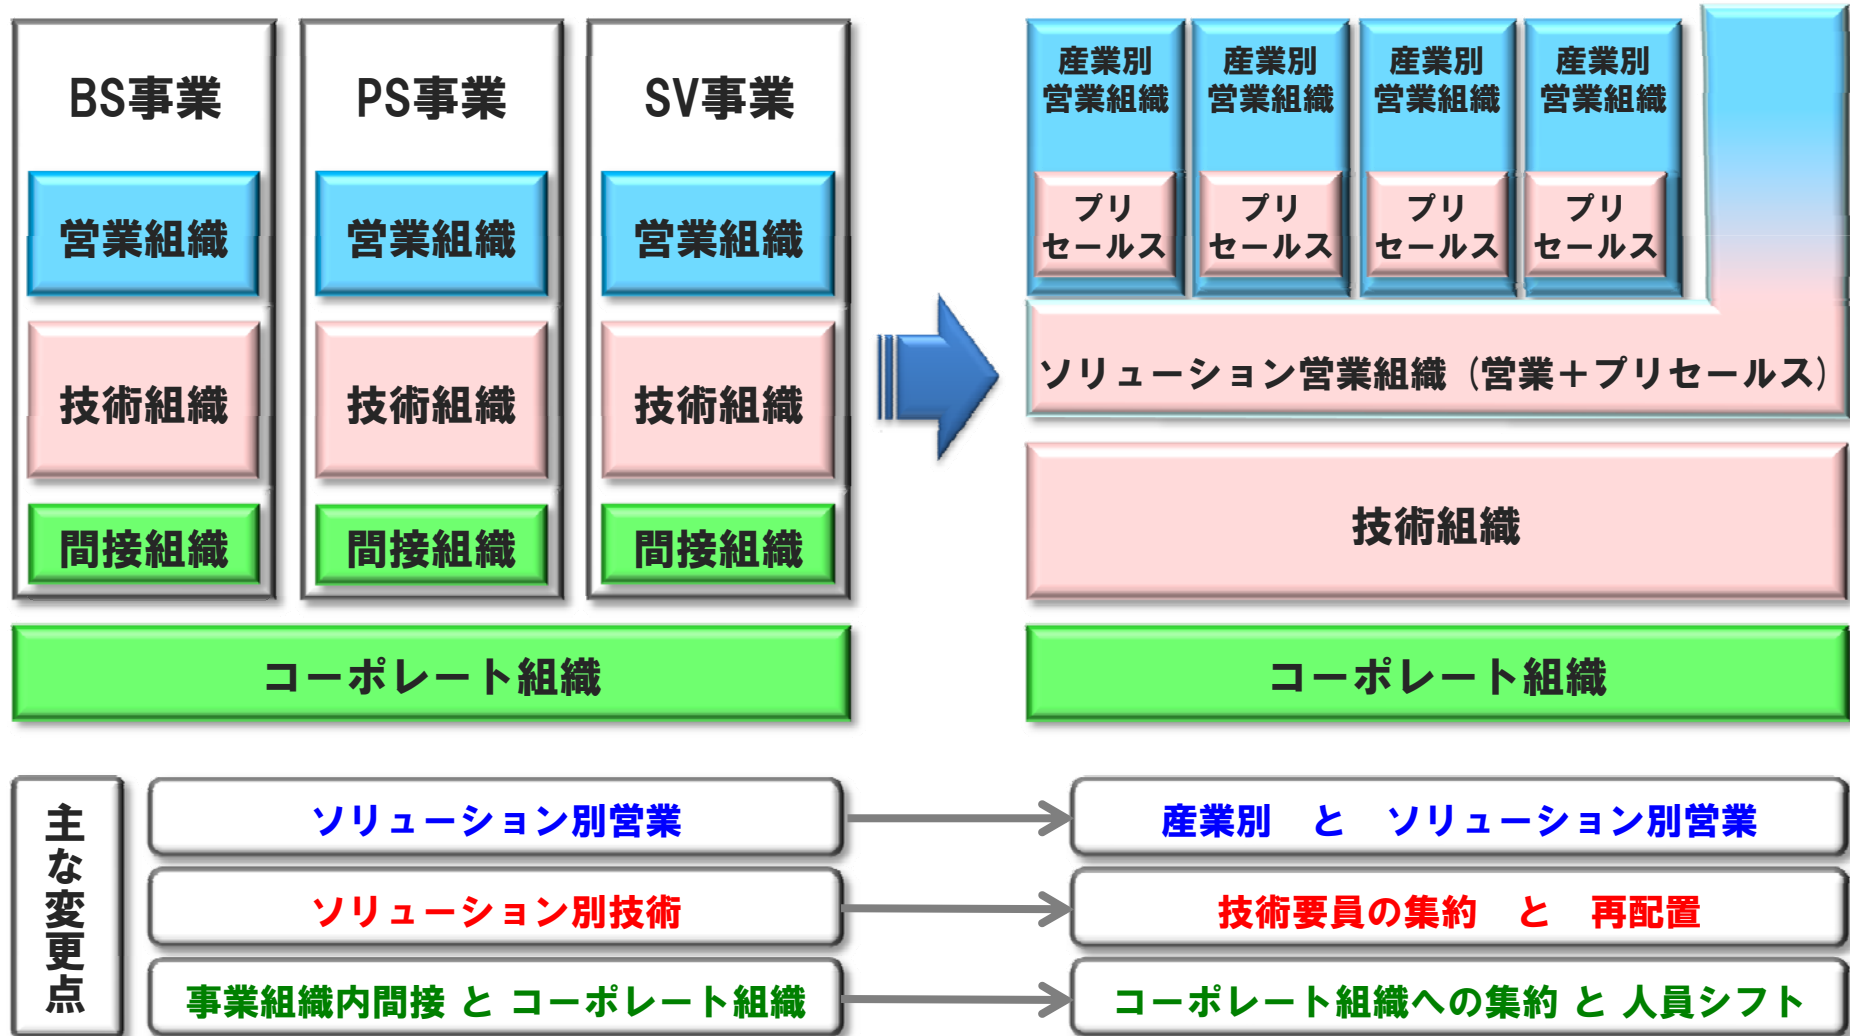 BS事業
PS事業
SV事業
営業組織
営業組織
営業組織
技術組織
技術組織
技術組織
間接組織
間接組織
間接組織
コーポレート組織
産業別
営業組織
産業別
営業組織
産業別
営業組織
産業別
営業組織
プリ
セールス
プリ
セールス
プリ
セールス
プリ
セールス
ソリューション営業組織（営業＋プリセールス）
技術組織
コーポレート組織
主な変更点
ソリューション別営業
産業別　と　ソリューション別営業
ソリューション別技術
技術要員の集約　と　再配置
事業組織内間接 と コーポレート組織
コーポレート組織への集約 と 人員シフト